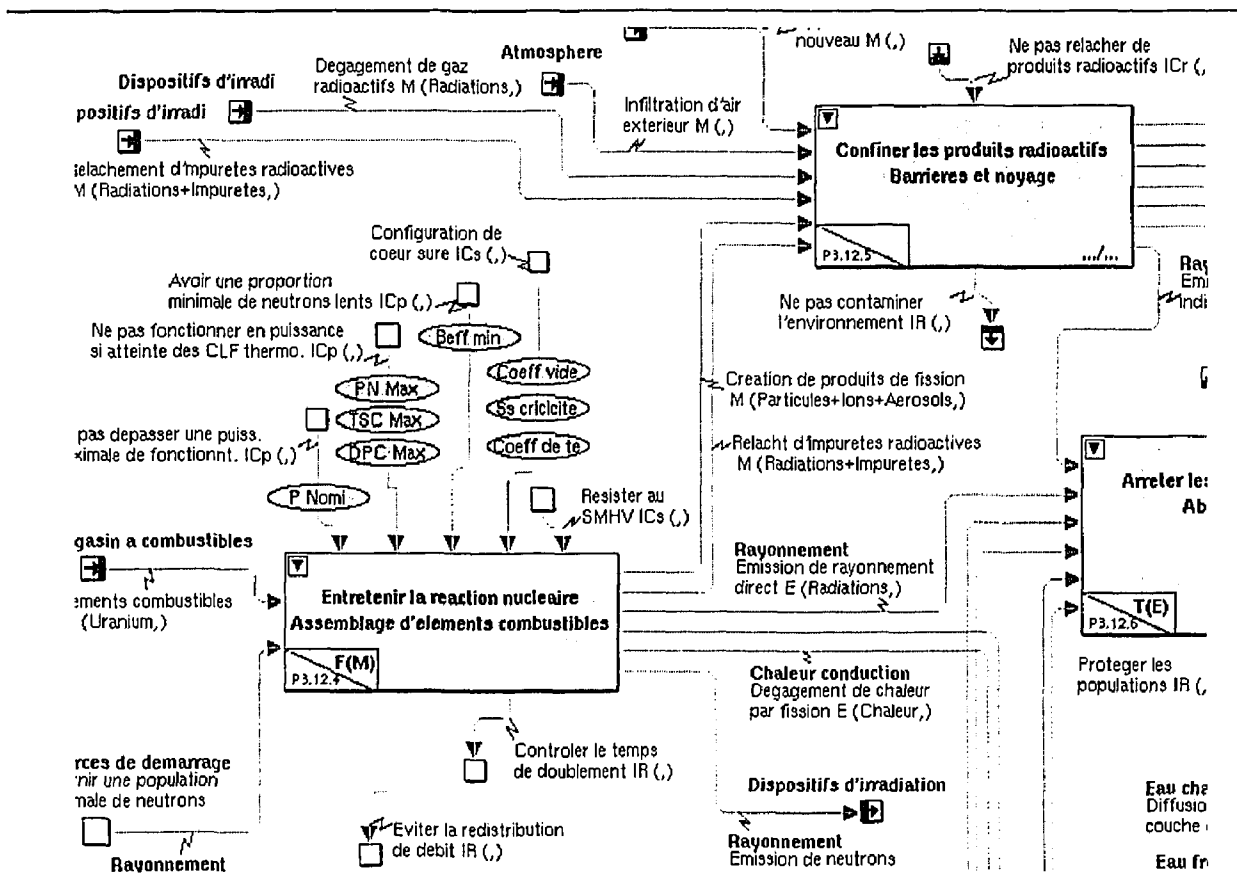 nouveau M (,)
Ne pas relacher de
produits radioactifs ICr (,
Atmosphere
Degagement de gaz
radioactifs M (Radiations,)
Dispositifs d'irradi
positifs d'irradi
Infiltration d'air
exterieur M (,)
elachement d'impuretes radioactives
M (Radiations+Impuretes,)
Confiner les produits radioactifs
Barrieres et noyage
P3.12.5
.../...
Configuration de
coeur sure ICs (,)
Avoir une proportion
minimale de neutrons lents ICp (,)
Ne pas fonctionner en puissance
si atteinte des CLF thermo. ICp (,)
Beff min
Coeff vide
Ss cricicite
Coeff de te
PN Max
TSC Max
DPC Max
pas depasser une puiss.
ximale de fonctionnt. ICp (,)
P Nomi
Ne pas contaminer
l'environnement IR (,)
Ray
Emi
Indi
Creation de produits de fission
M (Particules+Ions+Aerosols,)
Relacht d'impuretes radioactives
M (Radiations+Impuretes,)
Resister au
SMHV ICs (,)
Arreter les
Ab
T(E)
P3.12.6
Proteger les
populations IR (,
gasin a combustibles
ements combustibles
(Uranium,)
Entretenir la reaction nucleaire
Assemblage d'elements combustibles
F(M)
P3.12.4
Rayonnement
Emission de rayonnement
direct E (Radiations,)
Chaleur conduction
Degagement de chaleur
par fission E (Chaleur,)
Controler le temps
de doublement IR (,)
rces de demarrage
nir une population
male de neutrons
Rayonnement
Eviter la redistribution
de debit IR (,)
Dispositifs d'irradiation
Rayonnement
Emission de neutrons
Eau cha
Diffusio
couche
Eau fr